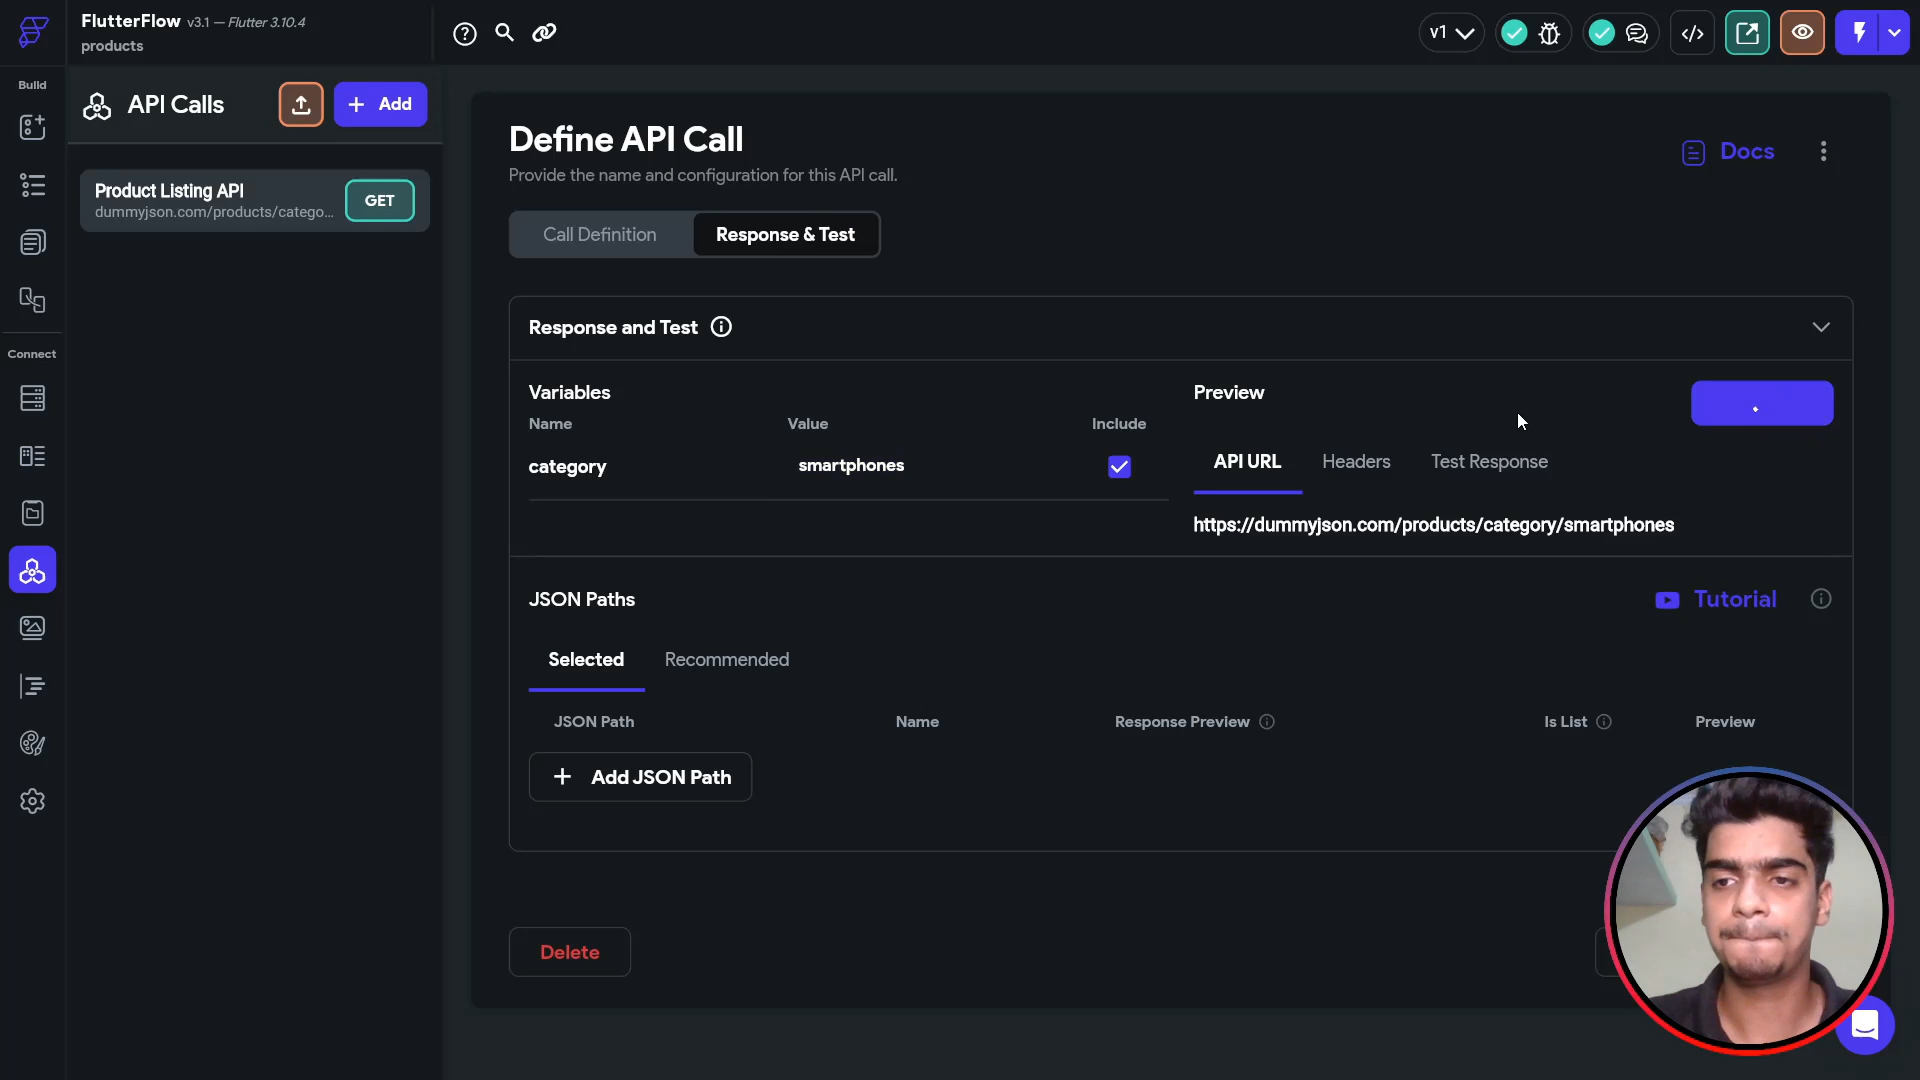 FlutterFlow v3.1 — Flutter 3.10.4
products
v1
Build
API Calls
Add
Product Listing API
dummyjson.com/products/catego...
GET
Connect
Define API Call
Provide the name and configuration for this API call.
Docs
Call Definition
Response & Test
Response and Test
Variables
Name Value Include
category smartphones
Preview
API URL Headers Test Response
https://dummyjson.com/products/category/smartphones
JSON Paths
Tutorial
Selected Recommended
JSON Path Name Response Preview Is List Preview
Add JSON Path
Delete